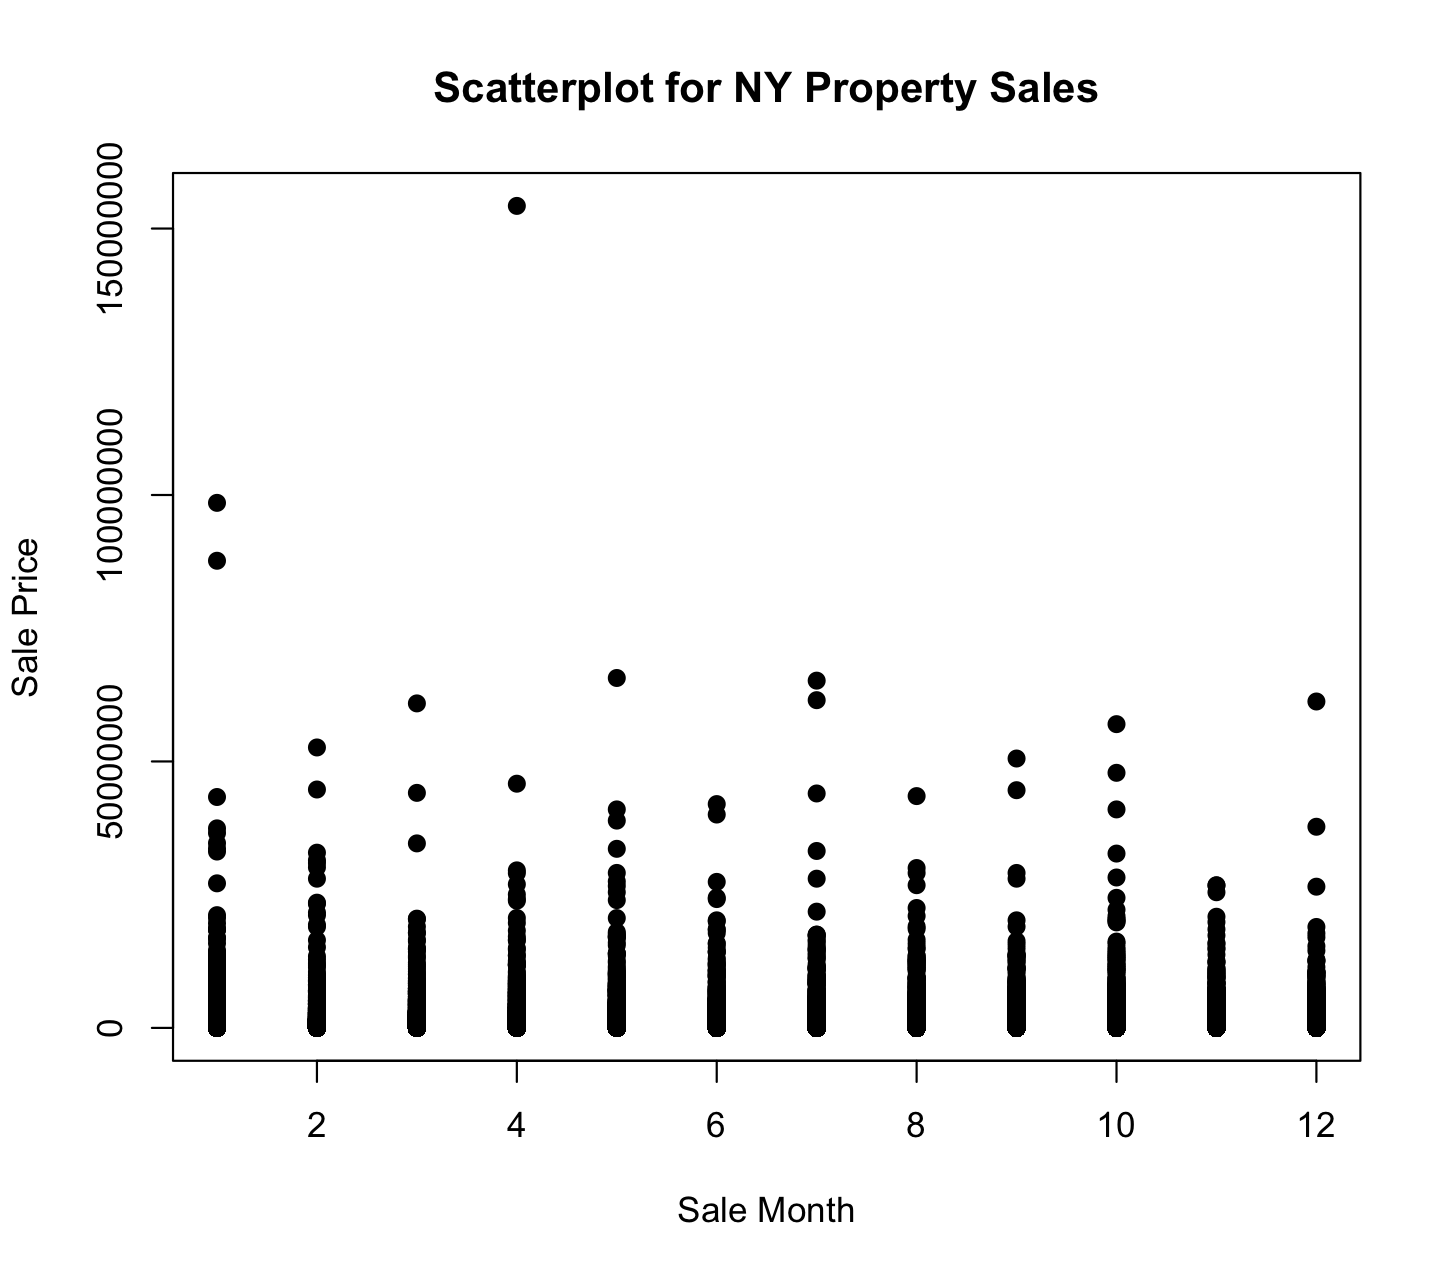 Scatterplot for NY Property Sales
150000000
100000000
50000000
0
Sale Price
2 4 6 8 10 12
Sale Month